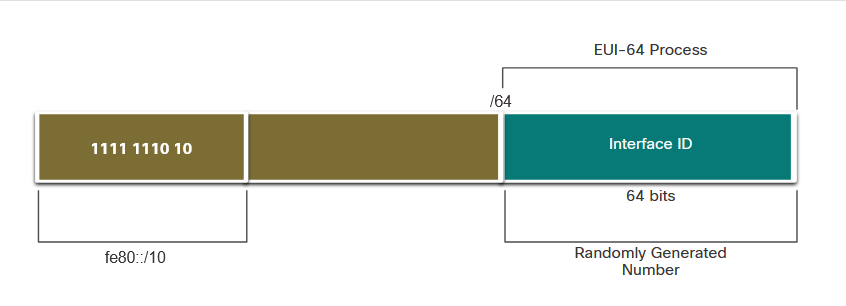 EUI-64 Process
/64
1111 1110 10
Interface ID
64 bits
fe80::/10
Randomly Generated
Number